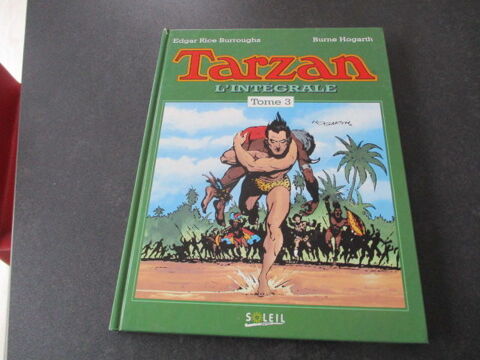 Edgar Rice Burroughs Burne Hogarth
Tarzan
L'INTEGRALE
Tome 3
HOGARTH
SOLEIL